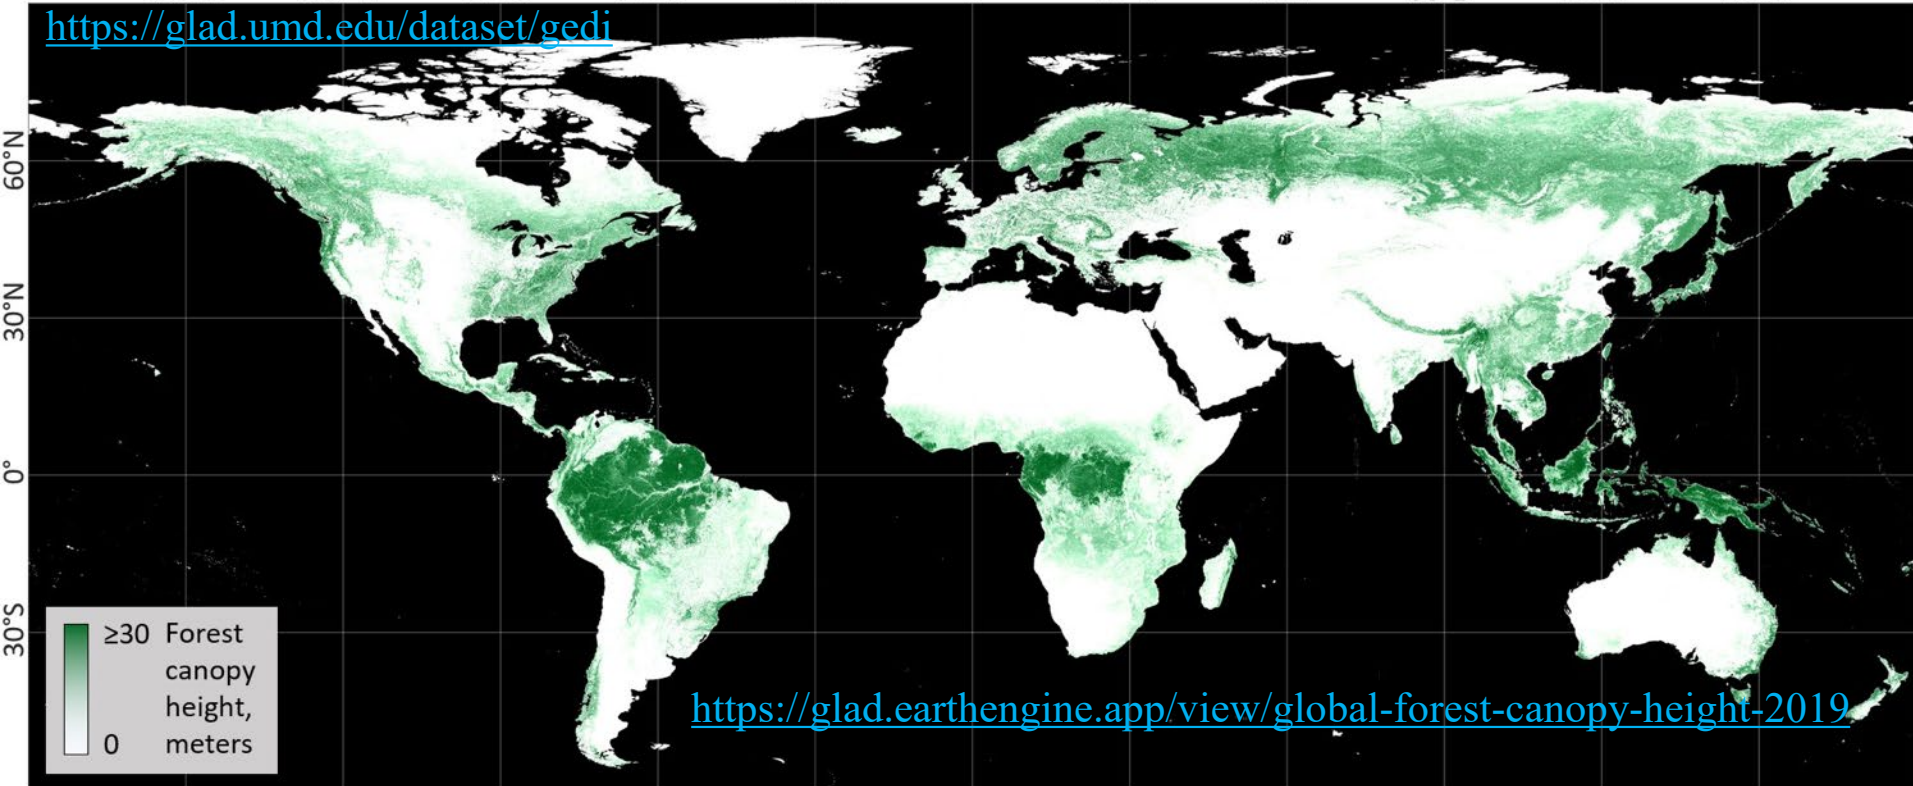 https://glad.umd.edu/dataset/gedi
60°N
30°N
0°
30°S
≥30 Forest
canopy
height,
0 meters
https://glad.earthengine.app/view/global-forest-canopy-height-2019